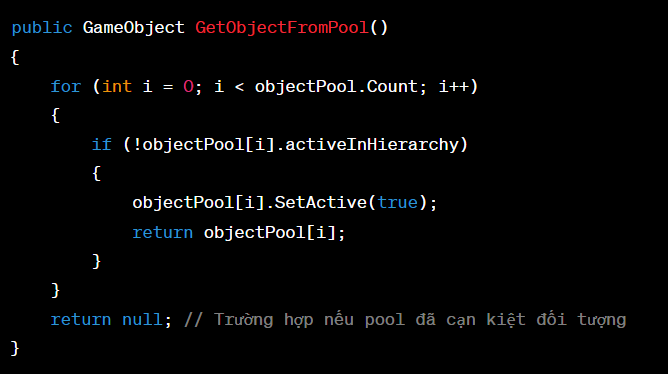 public GameObject GetObjectFromPool()
{
    for (int i = 0; i < objectPool.Count; i++)
    {
        if (!objectPool[i].activeInHierarchy)
        {
            objectPool[i].SetActive(true);
            return objectPool[i];
        }
    }
    return null; // Trường hợp nếu pool đã cạn kiệt đối tượng
}